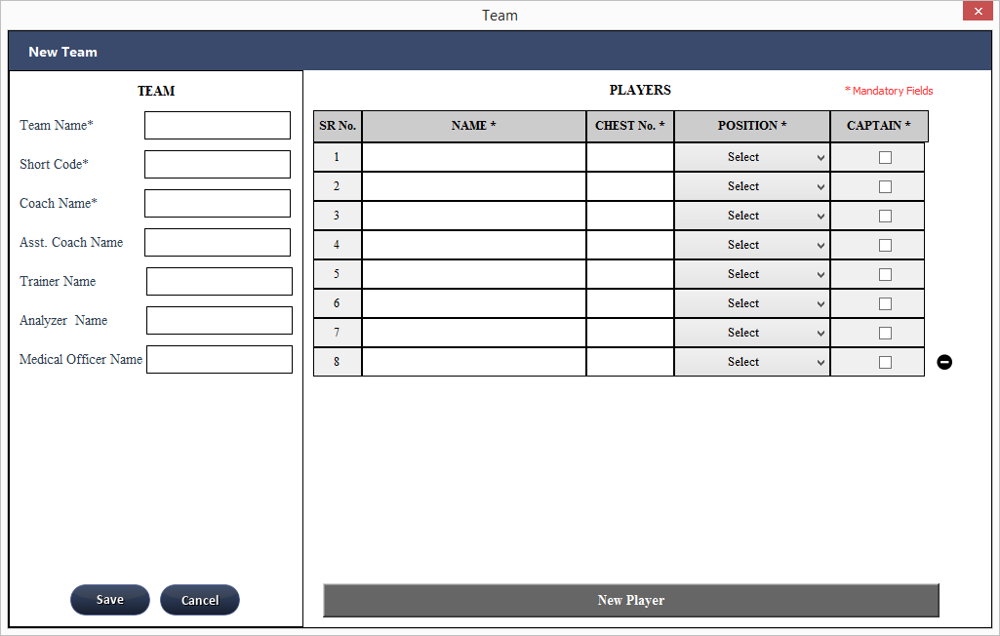 Team
New Team
TEAM
Team Name*
Short Code*
Coach Name*
Asst. Coach Name
Trainer Name
Analyzer  Name
Medical Officer Name
Save Cancel
PLAYERS
* Mandatory Fields
SR No. NAME * CHEST No. * POSITION * CAPTAIN *
1 Select
2 Select
3 Select
4 Select
5 Select
6 Select
7 Select
8 Select
New Player